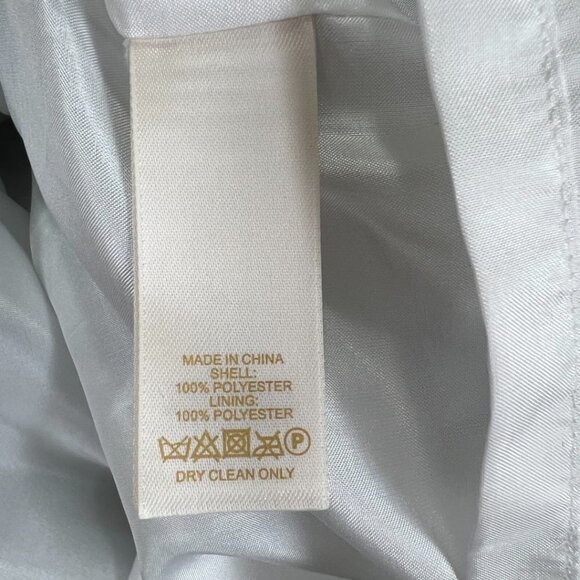 MADE IN CHINA
SHELL:
100% POLYESTER
LINING:
100% POLYESTER
P
DRY CLEAN ONLY